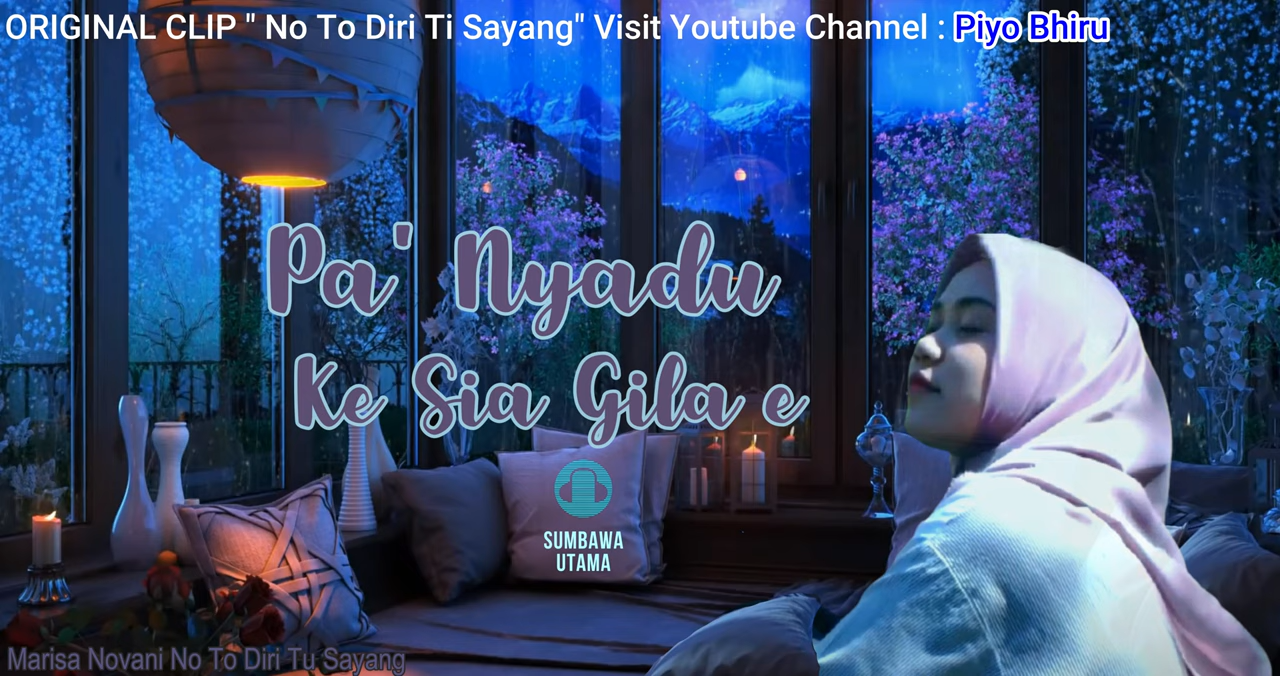 ORIGINAL CLIP " No To Diri Ti Sayang" Visit Youtube Channel : Piyo Bhiru
Pa' Nyadu
Ke Sia Gila e
SUMBAWA
UTAMA
Marisa Novani No To Diri Tu Sayang